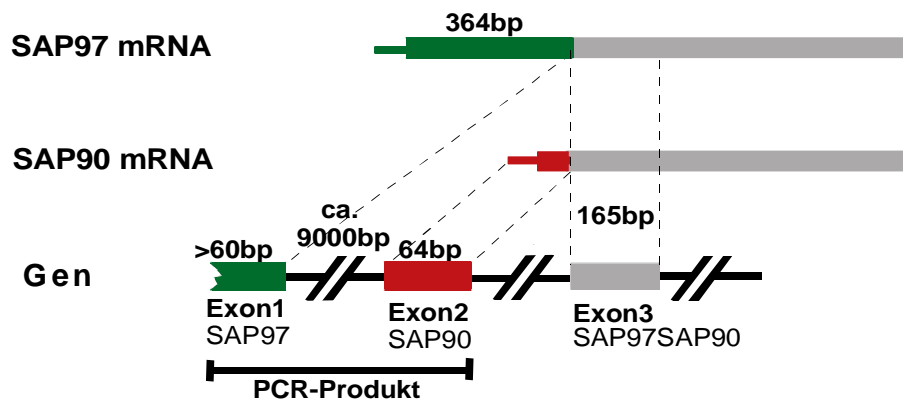 364bp
SAP97 mRNA
SAP90 mRNA
ca.
9000bp
165bp
>60bp
64bp
Gen
Exon1
SAP97
Exon2
SAP90
Exon3
SAP97SAP90
PCR-Produkt